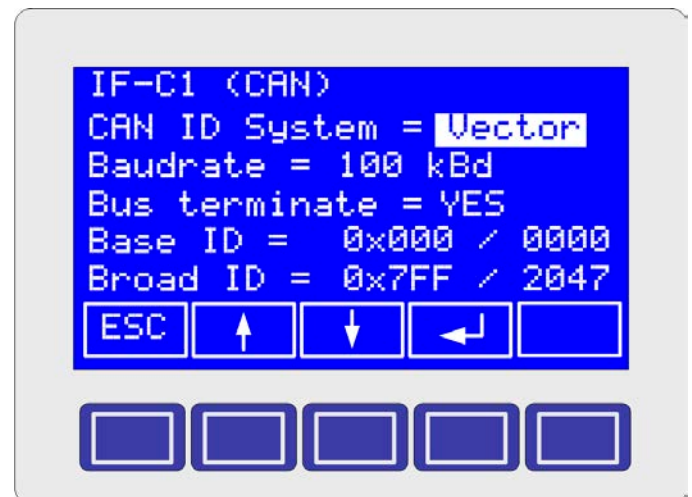 IF-C1 (CAN)
CAN ID System = Vector
Baudrate = 100 kBd
Bus terminate = YES
Base ID = 0x000 / 0000
Broad ID = 0x7FF / 2047
ESC ↑ ↓ ↵